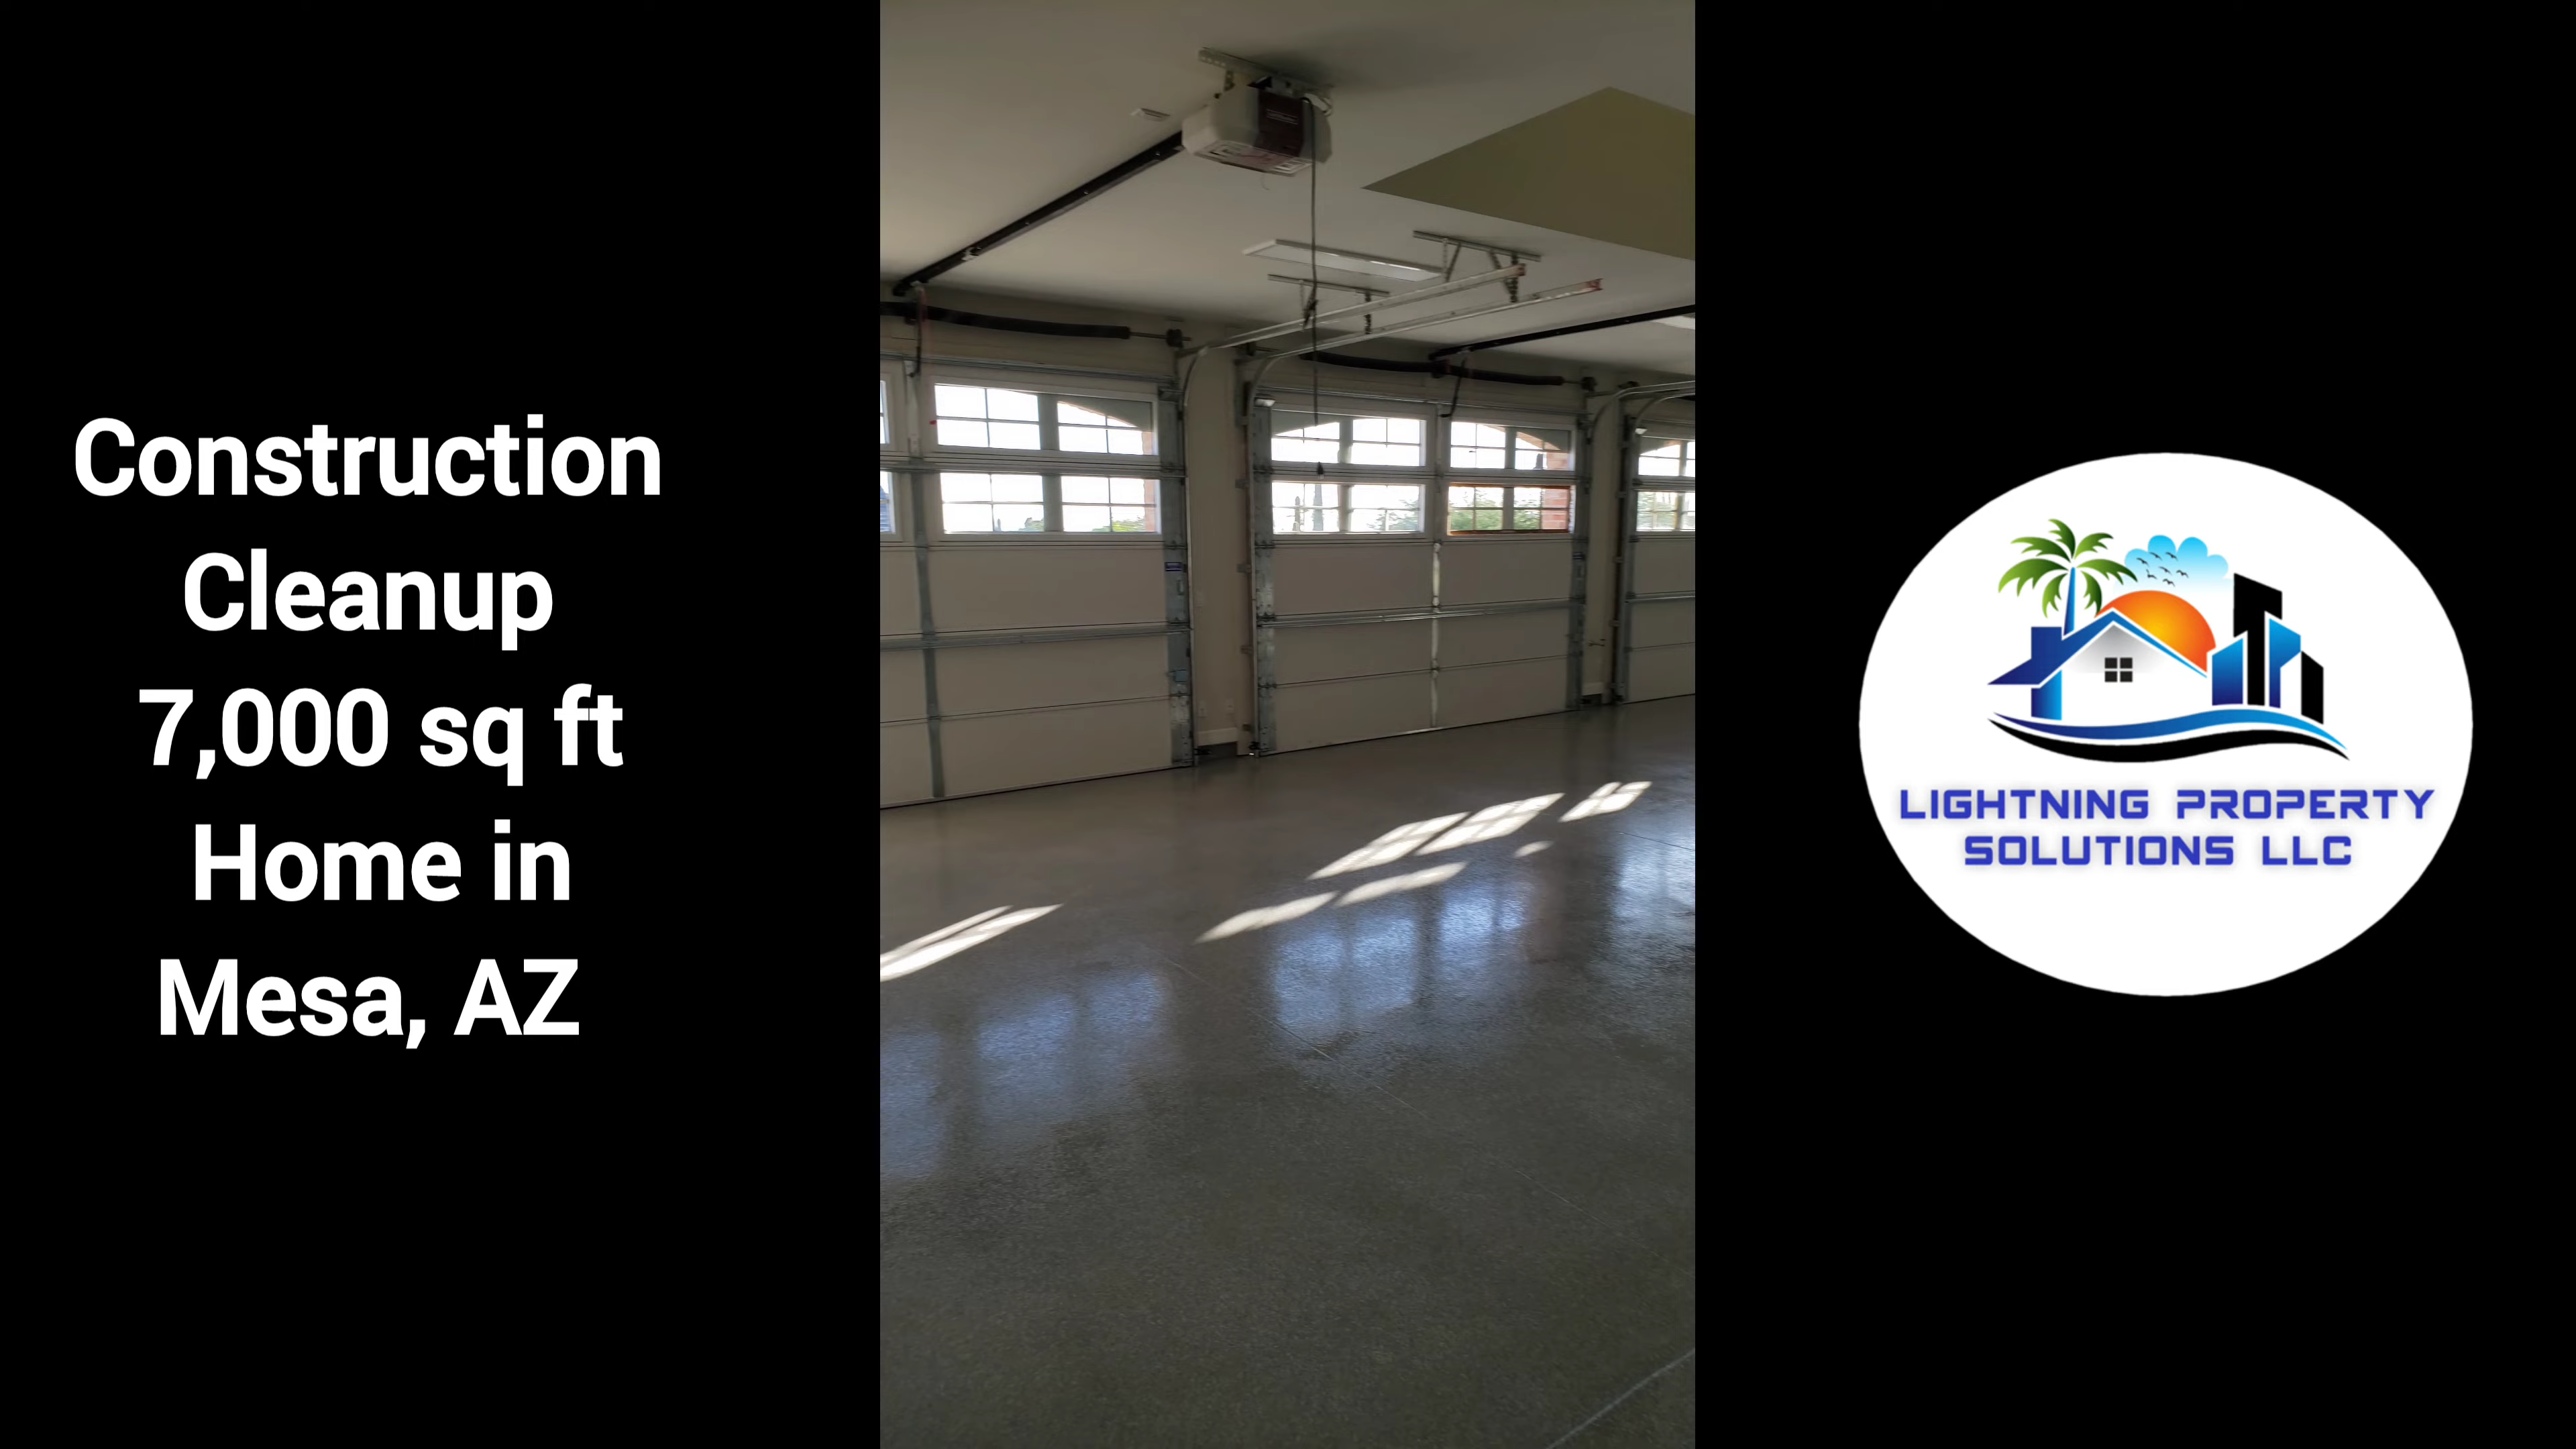 Construction
Cleanup
7,000 sq ft
Home in
Mesa, AZ
LIGHTNING PROPERTY
SOLUTIONS LLC